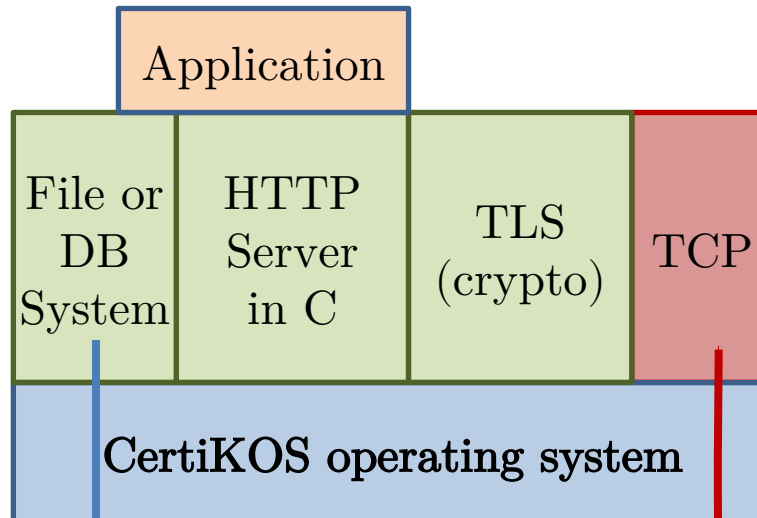 Application
File or
DB
System
HTTP
Server
in C
TLS
(crypto)
TCP
CertiKOS operating system